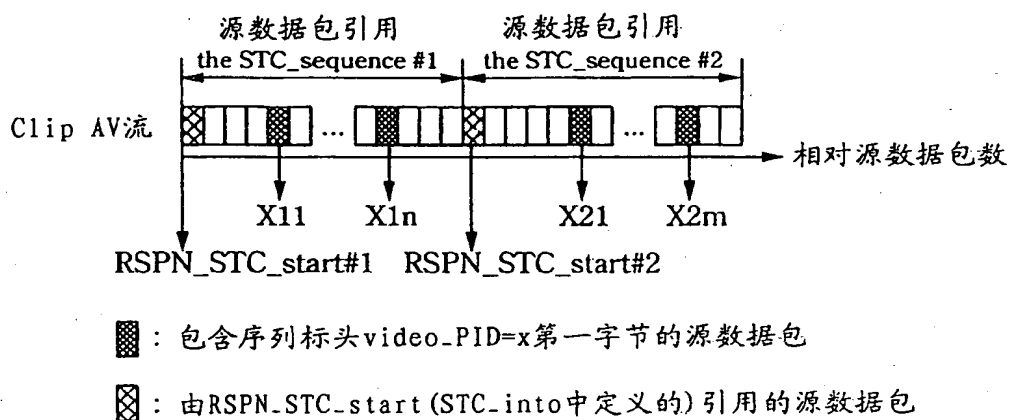 源数据包引用 源数据包引用
the STC_sequence #1 the STC_sequence #2
Clip AV流
... ...
相对源数据包数
X11 X1n X21 X2m
RSPN_STC_start#1 RSPN_STC_start#2
：包含序列标头video_PID=x第一字节的源数据包
：由RSPN_STC_start(STC_into中定义的)引用的源数据包